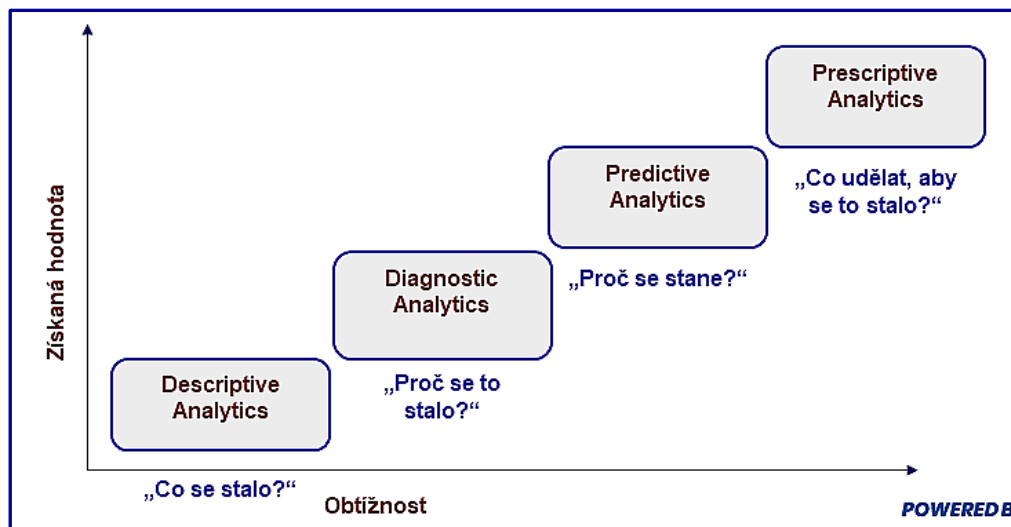 Prescriptive
Analytics
„Co udělat, aby
se to stalo?“
Predictive
Analytics
„Proč se stane?“
Diagnostic
Analytics
„Proč se to
stalo?“
Descriptive
Analytics
„Co se stalo?“
Získaná hodnota
Obtížnost
POWERED B